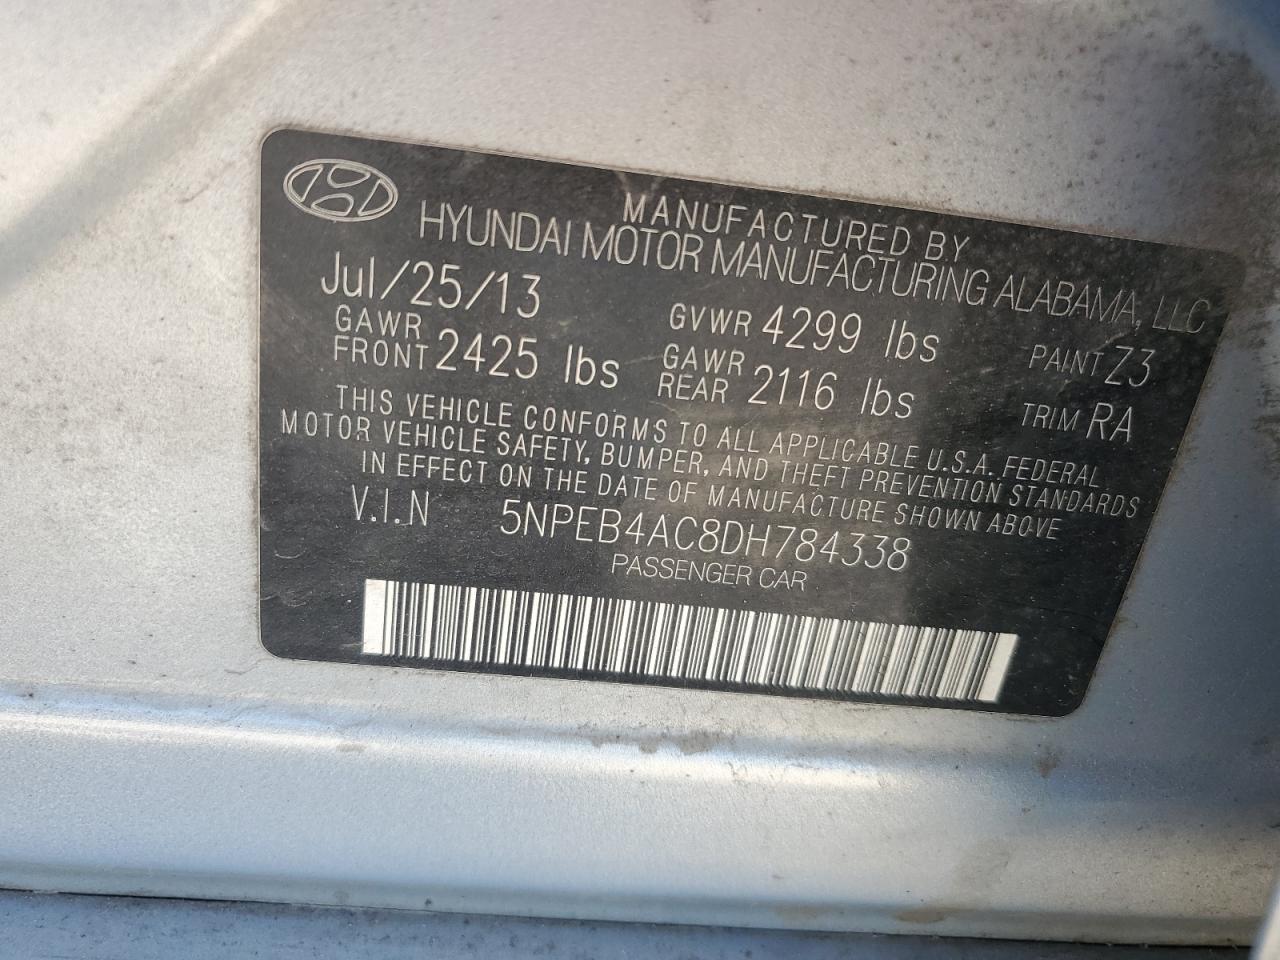 MANUFACTURED BY
HYUNDAI MOTOR MANUFACTURING ALABAMA, LLC
Jul/25/13 GVWR 4299 lbs PAINT Z3
GAWR FRONT 2425 lbs GAWR REAR 2116 lbs TRIM RA
THIS VEHICLE CONFORMS TO ALL APPLICABLE U.S.A. FEDERAL
MOTOR VEHICLE SAFETY, BUMPER, AND THEFT PREVENTION STANDARDS
IN EFFECT ON THE DATE OF MANUFACTURE SHOWN ABOVE
V.I.N 5NPEB4AC8DH784338
PASSENGER CAR